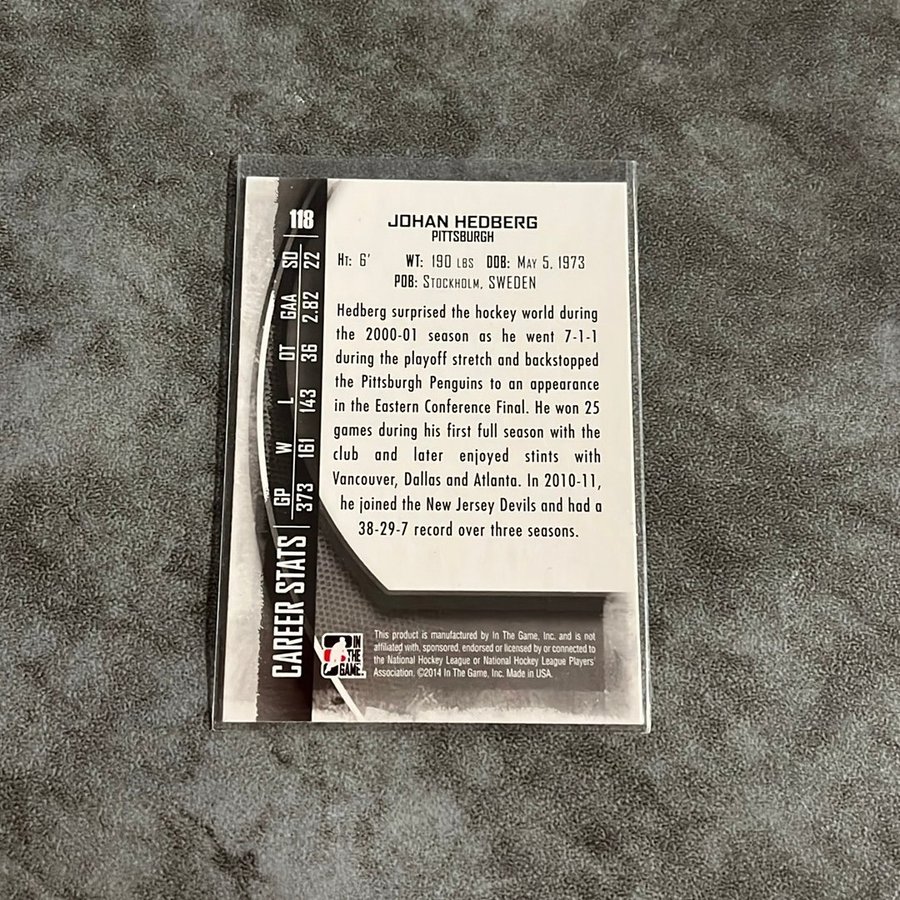 118
JOHAN HEDBERG
PITTSBURGH
HT: 6' WT: 190 LBS DOB: MAY 5, 1973
POB: STOCKHOLM, SWEDEN
Hedberg surprised the hockey world during
the 2000-01 season as he went 7-1-1
during the playoff stretch and backstopped
the Pittsburgh Penguins to an appearance
in the Eastern Conference Final. He won 25
games during his first full season with the
club and later enjoyed stints with
Vancouver, Dallas and Atlanta. In 2010-11,
he joined the New Jersey Devils and had a
38-29-7 record over three seasons.
CAREER STATS
GP W L OT GAA SO
373 161 143 36 2.82 22
IN
THE
GAME
This product is manufactured by In The Game, Inc. and is not
affiliated with, sponsored, endorsed or licensed by or connected to
the National Hockey League or National Hockey League Players'
Association. ©2014 In The Game, Inc. Made in USA.